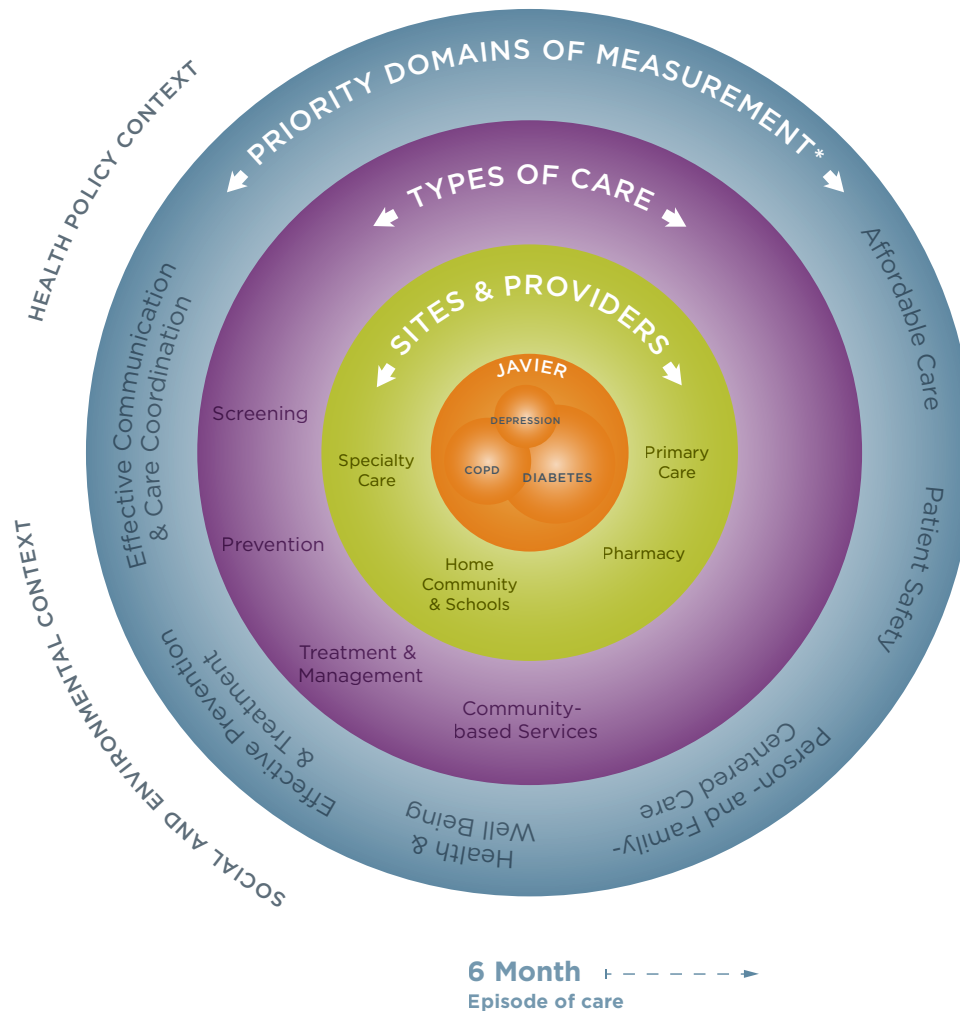 HEALTH POLICY CONTEXT
SOCIAL AND ENVIRONMENTAL CONTEXT
PRIORITY DOMAINS OF MEASUREMENT*
Affordable Care
Patient Safety
Person- and Family-
Centered Care
Health &
Well Being
Effective Prevention
& Treatment
Effective Communication
& Care Coordination
TYPES OF CARE
Screening
Prevention
Treatment &
Management
Community-
based Services
SITES & PROVIDERS
Specialty
Care
Primary
Care
Home
Community
& Schools
Pharmacy
JAVIER
DEPRESSION
COPD
DIABETES
6 Month
Episode of care